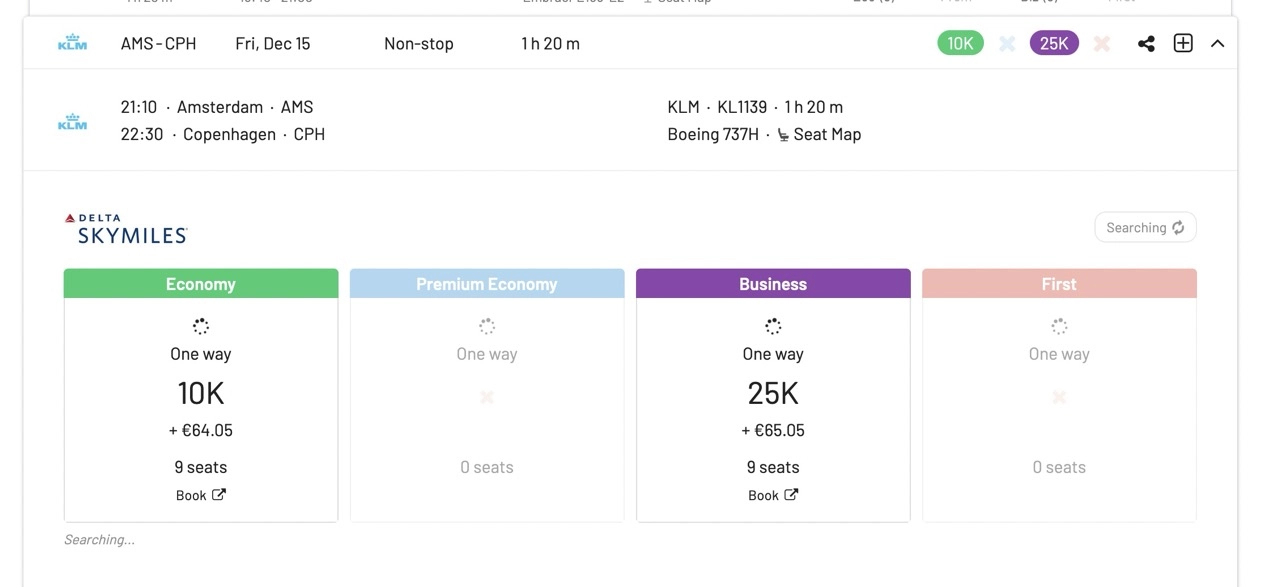 KLM AMS - CPH Fri, Dec 15 Non-stop 1 h 20 m 10K 25K
21:10 · Amsterdam · AMS KLM · KL1139 · 1 h 20 m
KLM
22:30 · Copenhagen · CPH Boeing 737H · Seat Map
DELTA
SKYMILES
Searching
Economy Premium Economy Business First
One way One way One way One way
10K 25K
+ €64.05 + €65.05
9 seats 0 seats 9 seats 0 seats
Book Book
Searching...